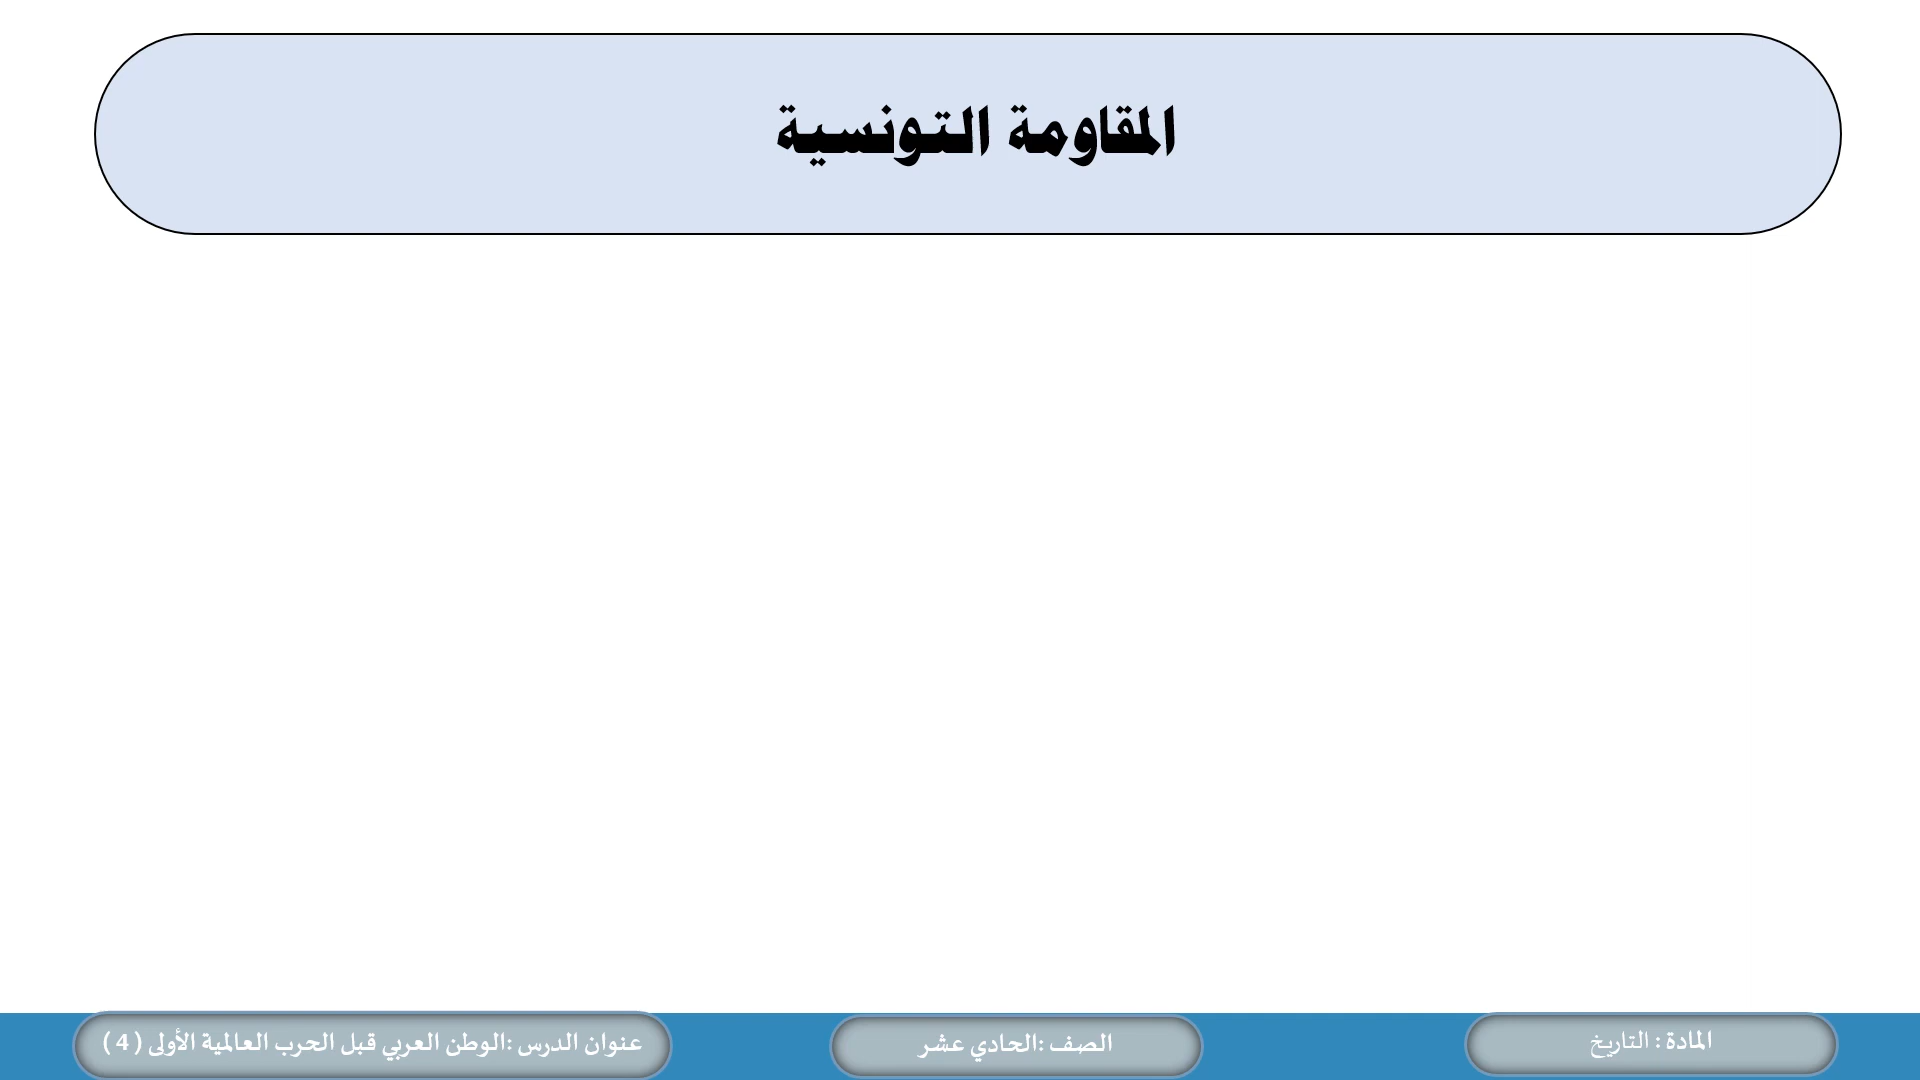 المقاومة التونسية
المادة : التاريخ
الصف :الحادي عشر
عنوان الدرس :الوطن العربي قبل الحرب العالمية الأولى ( 4 )